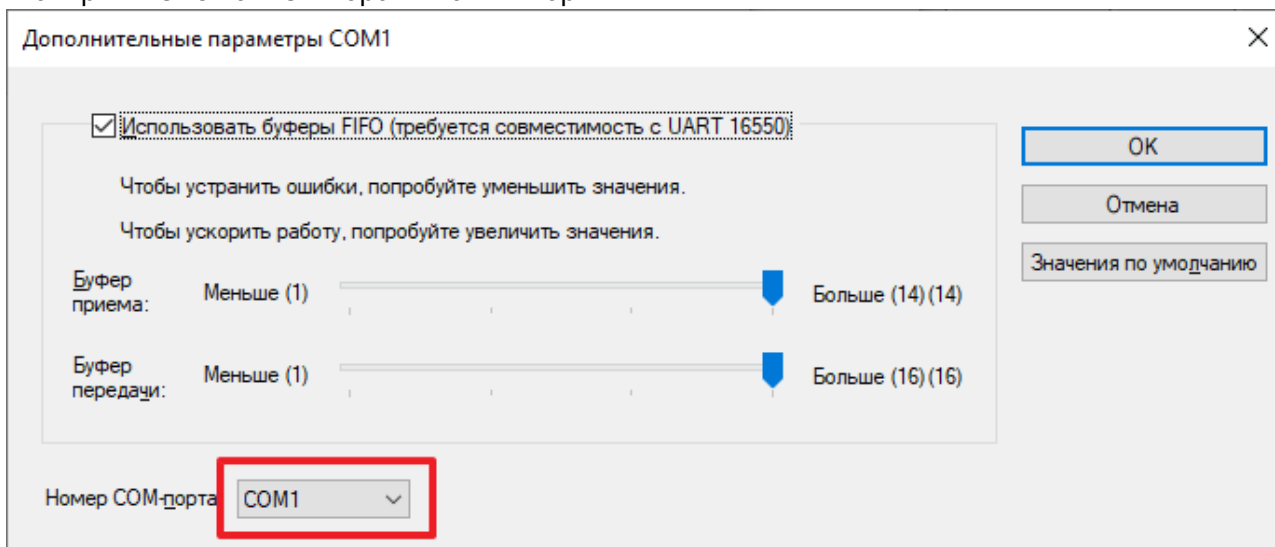 Дополнительные параметры COM1
Использовать буферы FIFO (требуется совместимость с UART 16550)
OK
Чтобы устранить ошибки, попробуйте уменьшить значения.
Отмена
Чтобы ускорить работу, попробуйте увеличить значения.
Значения по умолчанию
Буфер приема:
Меньше (1)
Больше (14) (14)
Буфер передачи:
Меньше (1)
Больше (16) (16)
Номер COM-порта
COM1